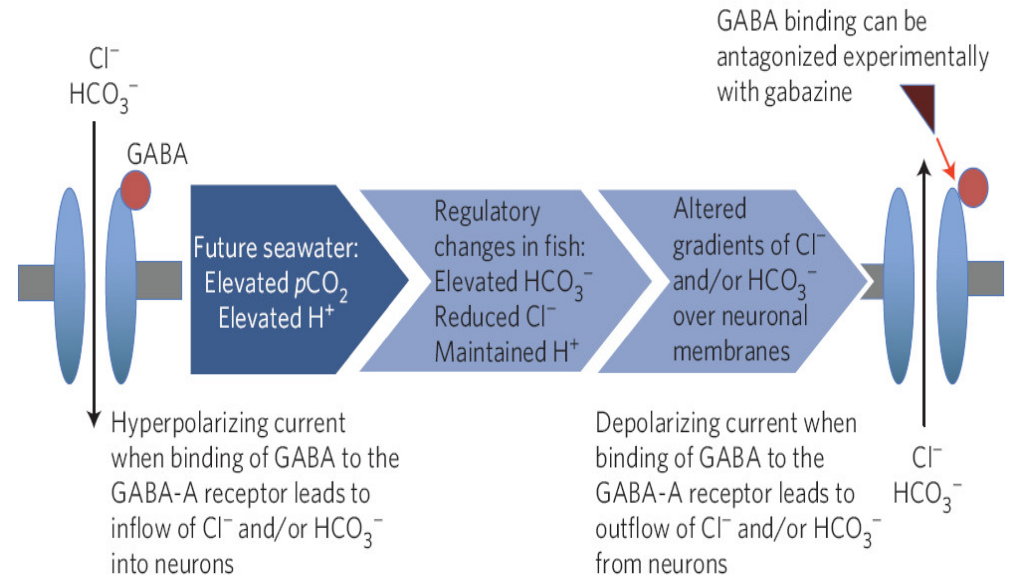 Cl⁻
HCO₃⁻
GABA
Future seawater:
Elevated pCO₂
Elevated H⁺
Regulatory
changes in fish:
Elevated HCO₃⁻
Reduced Cl⁻
Maintained H⁺
Altered
gradients of Cl⁻
and/or HCO₃⁻
over neuronal
membranes
GABA binding can be
antagonized experimentally
with gabazine
Hyperpolarizing current
when binding of GABA to the
GABA-A receptor leads to
inflow of Cl⁻ and/or HCO₃⁻
into neurons
Depolarizing current when
binding of GABA to the
GABA-A receptor leads to
outflow of Cl⁻ and/or HCO₃⁻
from neurons
Cl⁻
HCO₃⁻